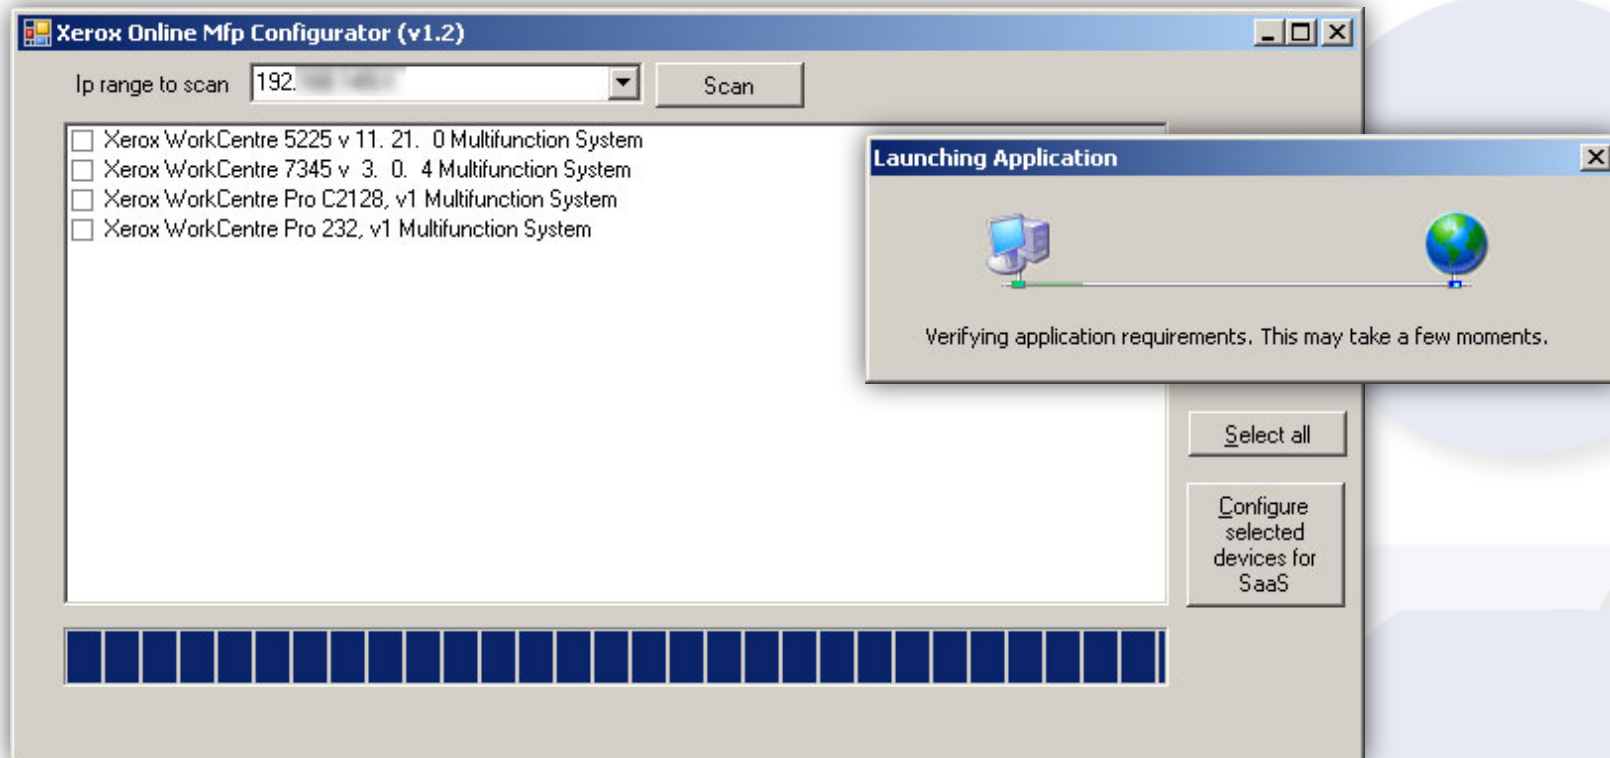 Xerox Online Mfp Configurator (v1.2)
Ip range to scan 192. Scan
Xerox WorkCentre 5225 v 11. 21. 0 Multifunction System
Xerox WorkCentre 7345 v 3. 0. 4 Multifunction System
Xerox WorkCentre Pro C2128, v1 Multifunction System
Xerox WorkCentre Pro 232, v1 Multifunction System
Launching Application
Verifying application requirements. This may take a few moments.
Select all
Configure
selected
devices for
SaaS